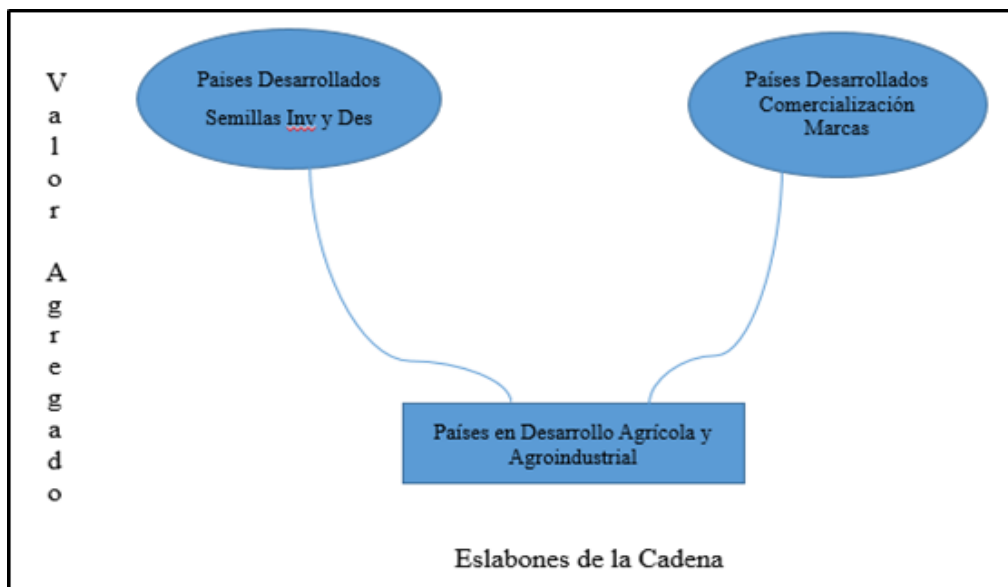 Valor Agregado
Paises Desarrollados
Semillas Inv y Des
Países Desarrollados
Comercialización
Marcas
Países en Desarrollo Agrícola y
Agroindustrial
Eslabones de la Cadena